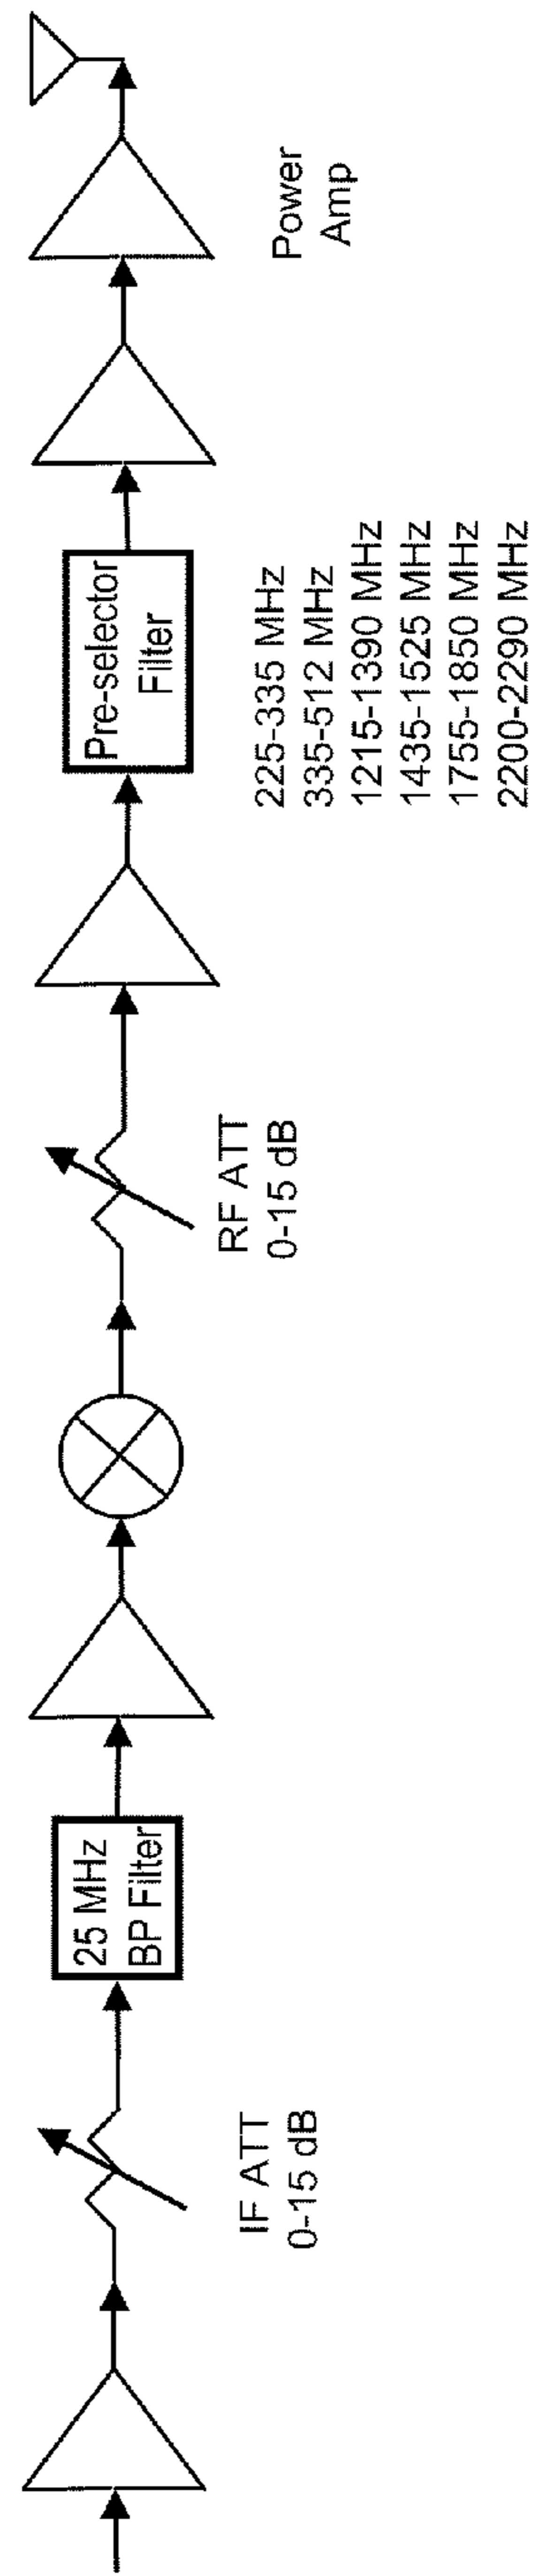 IF ATT
0-15 dB
25 MHz
BP Filter
RF ATT
0-15 dB
Pre-selector
Filter
225-335 MHz
335-512 MHz
1215-1390 MHz
1435-1525 MHz
1755-1850 MHz
2200-2290 MHz
Power
Amp